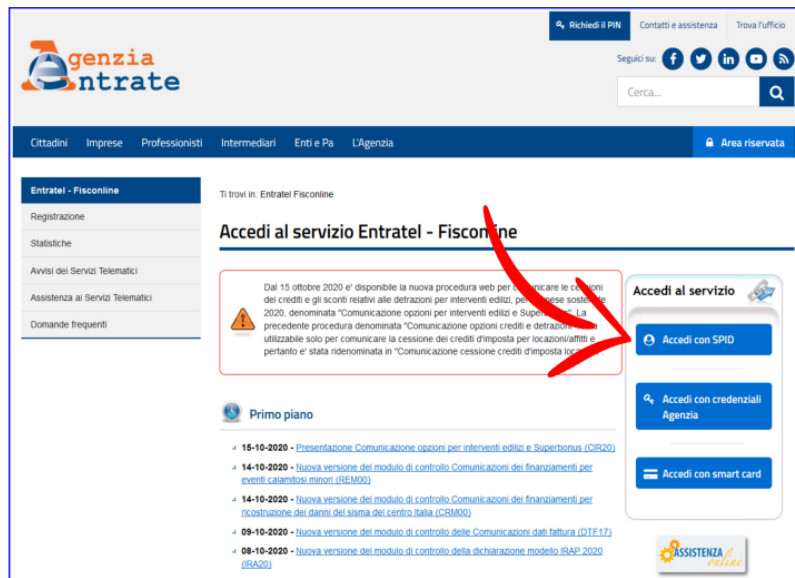 Richiedi il PIN
Contatti e assistenza
Trova l'ufficio
Agenzia
Entrate
Seguici su:
Cerca...
Cittadini
Imprese
Professionisti
Intermediari
Enti e Pa
L'Agenzia
Area riservata
Entratel - Fisconline
Registrazione
Statistiche
Avvisi dei Servizi Telematici
Assistenza ai Servizi Telematici
Domande frequenti
Ti trovi in: Entratel Fisconline
Accedi al servizio Entratel - Fisconline
Dal 15 ottobre 2020 e' disponibile la nuova procedura web per comunicare le cessioni
dei crediti e gli sconti relativi alle detrazioni per interventi edilizi, per spese sostenute
2020, denominata "Comunicazione opzioni per interventi edilizi e Superbonus". La
precedente procedura denominata "Comunicazione opzioni crediti e detrazioni"
utilizzabile solo per comunicare la cessione dei crediti d'imposta per locazioni/affitti e
pertanto e' stata ridenominata in "Comunicazione cessione crediti d'imposta
Primo piano
15-10-2020 - Presentazione Comunicazione opzioni per interventi edilizi e Superbonus (CIR20)
14-10-2020 - Nuova versione del modulo di controllo Comunicazioni dei finanziamenti per
eventi calamitosi minori (REM00)
14-10-2020 - Nuova versione del modulo di controllo Comunicazioni dei finanziamenti per
ricostruzione dei danni del sisma del centro Italia (CRM00)
09-10-2020 - Nuova versione del modulo di controllo delle Comunicazioni dati fattura (DTF17)
08-10-2020 - Nuova versione del modulo di controllo della dichiarazione modello IRAP 2020
(IRA20)
Accedi al servizio
Accedi con SPID
Accedi con credenziali
Agenzia
Accedi con smart card
ASSISTENZA
online